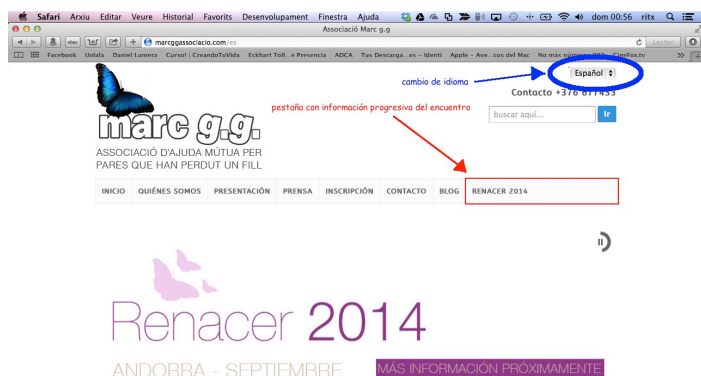 Safari Arxiu Editar Veure Historial Favorits Desenvolupament Finestra Ajuda dom 00:56 ritx
Associació Marc g.g
marcggassociacio.com/es Lector
Facebook Uolala Daniel Lumera Curso! | CreandoTuVida Eckhart Toll...e Presencia ADCA Tus Descarga...es - Identi Apple - Ave...cos del Mac CineFox.tv
cambio de idioma
Español
Contacto +376 677433
marc g.g.
pestaña con información progresiva del encuentro
buscar aquí...
Ir
ASSOCIACIÓ D'AJUDA MÚTUA PER
PARES QUE HAN PERDUT UN FILL
INICIO QUIÉNES SOMOS PRESENTACIÓN PRENSA INSCRIPCIÓN CONTACTO BLOG RENACER 2014
Renacer 2014
ANDORRA - SEPTIEMBRE MÁS INFORMACIÓN PRÓXIMAMENTE